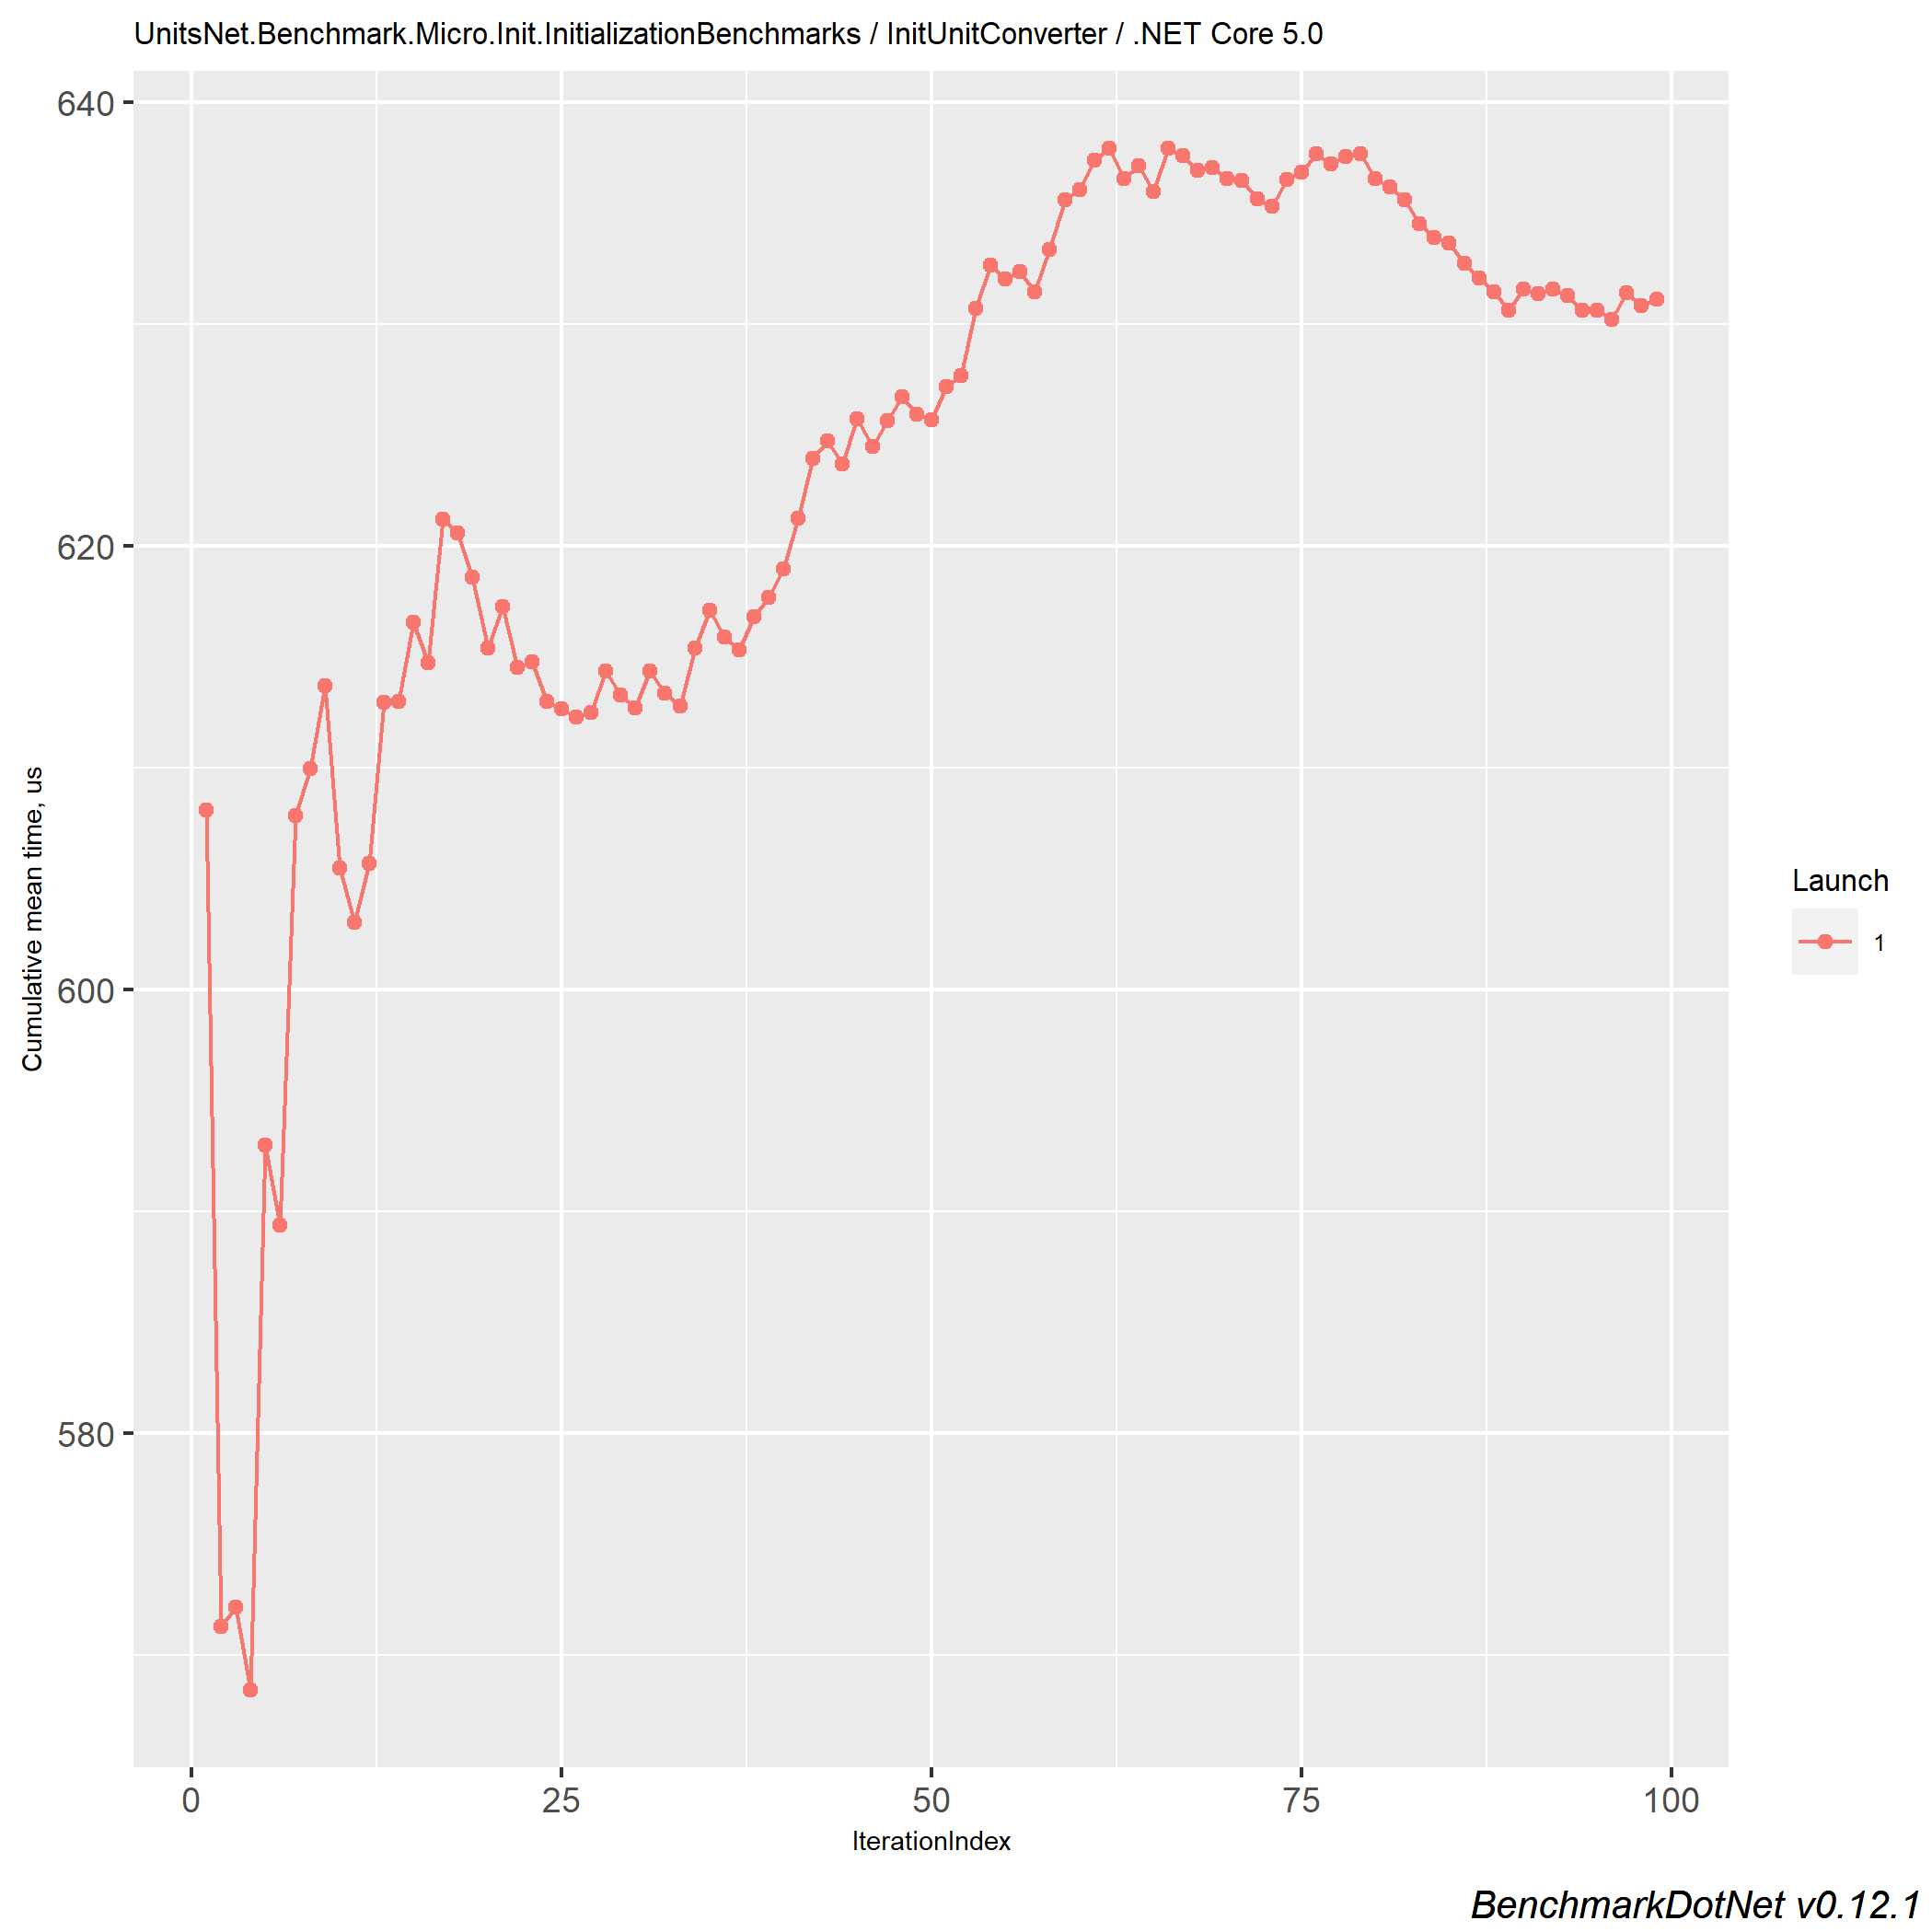 UnitsNet.Benchmark.Micro.Init.InitializationBenchmarks / InitUnitConverter / .NET Core 5.0
640
620
600
580
Cumulative mean time, us
0 25 50 75 100
IterationIndex
Launch
1
BenchmarkDotNet v0.12.1